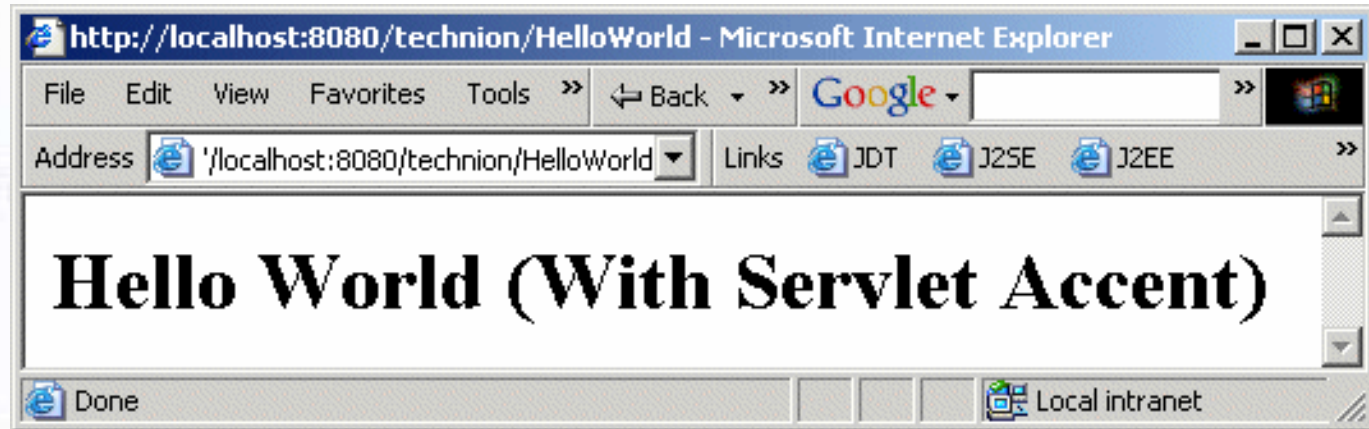 http://localhost:8080/technion/HelloWorld - Microsoft Internet Explorer
File Edit View Favorites Tools » Back » Google »
Address '/localhost:8080/technion/HelloWorld Links JDT J2SE J2EE »
Hello World (With Servlet Accent)
Done Local intranet